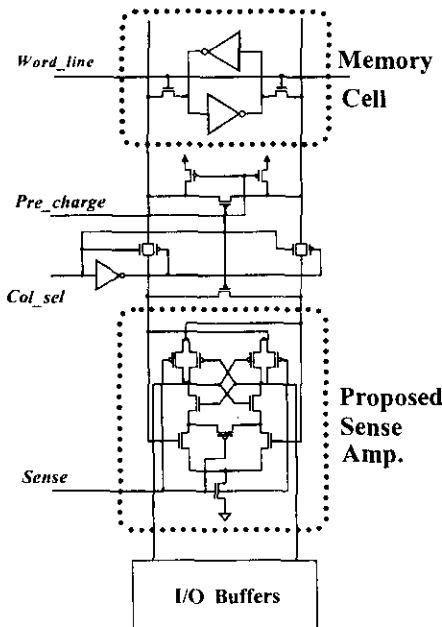 Word_line
Memory
Cell
Pre_charge
Col_sel
Proposed
Sense
Amp.
Sense
I/O Buffers